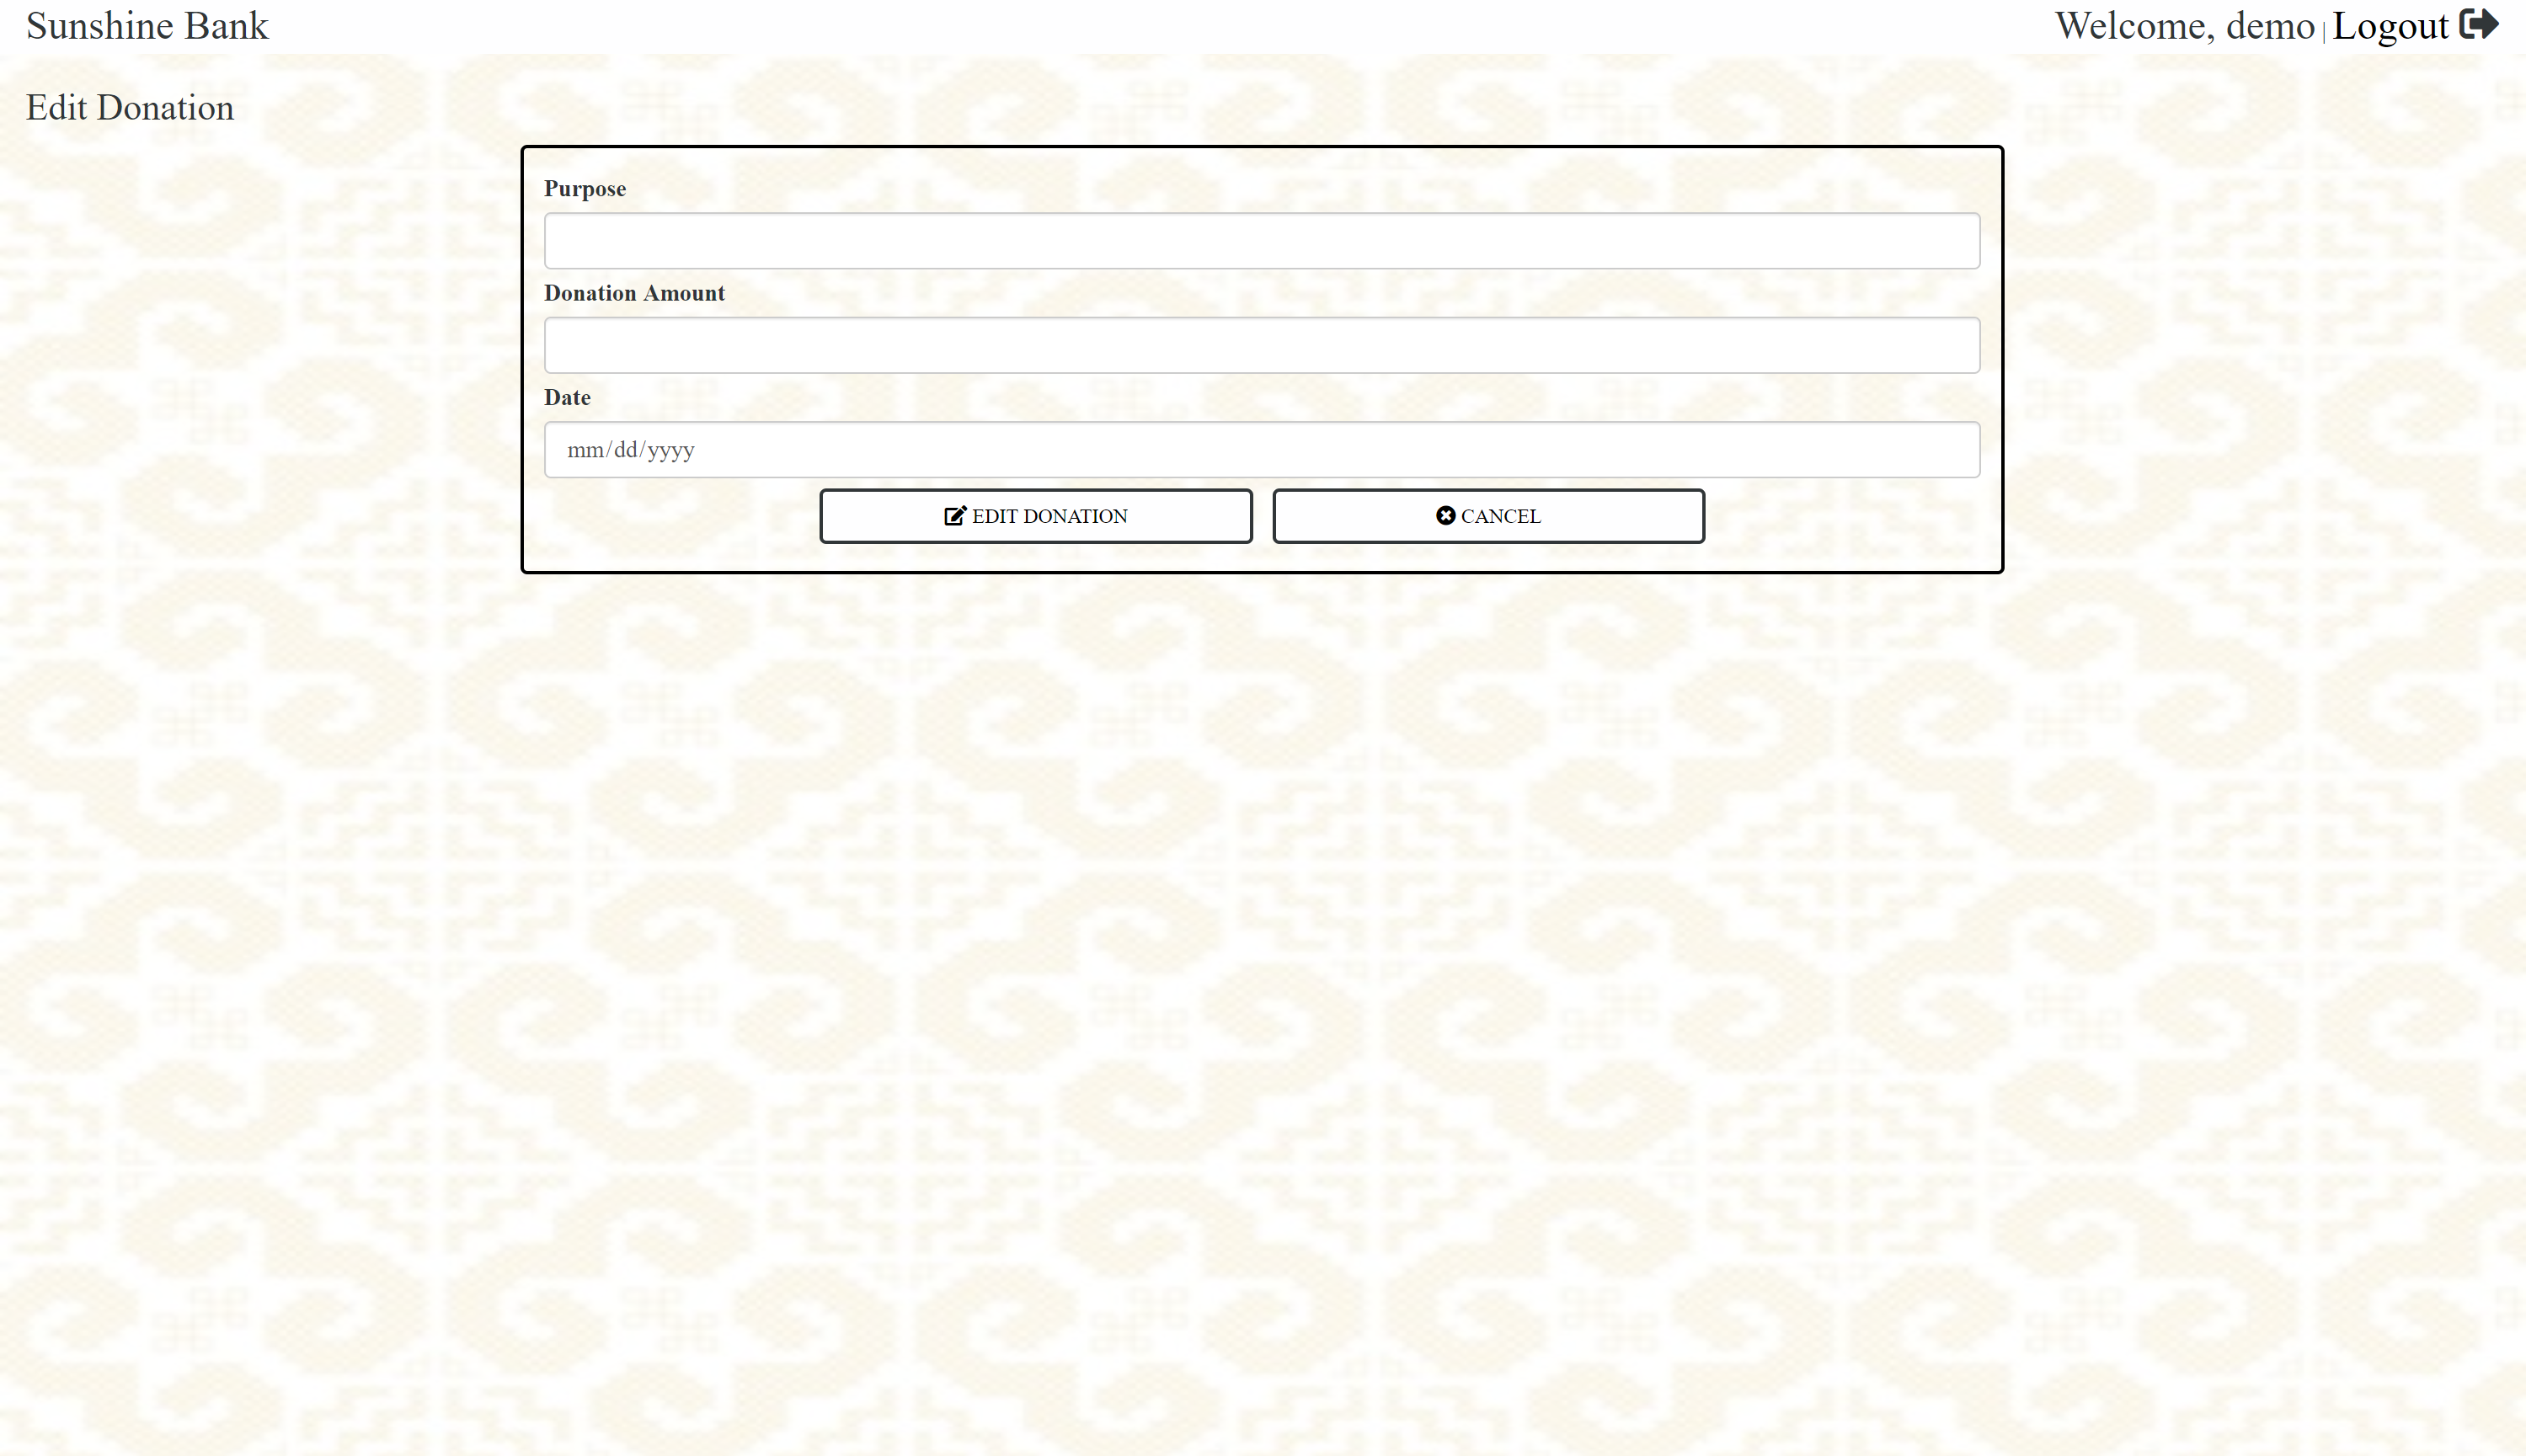 Sunshine Bank
Welcome, demo | Logout
Edit Donation
Purpose
Donation Amount
Date
mm/dd/yyyy
EDIT DONATION
CANCEL